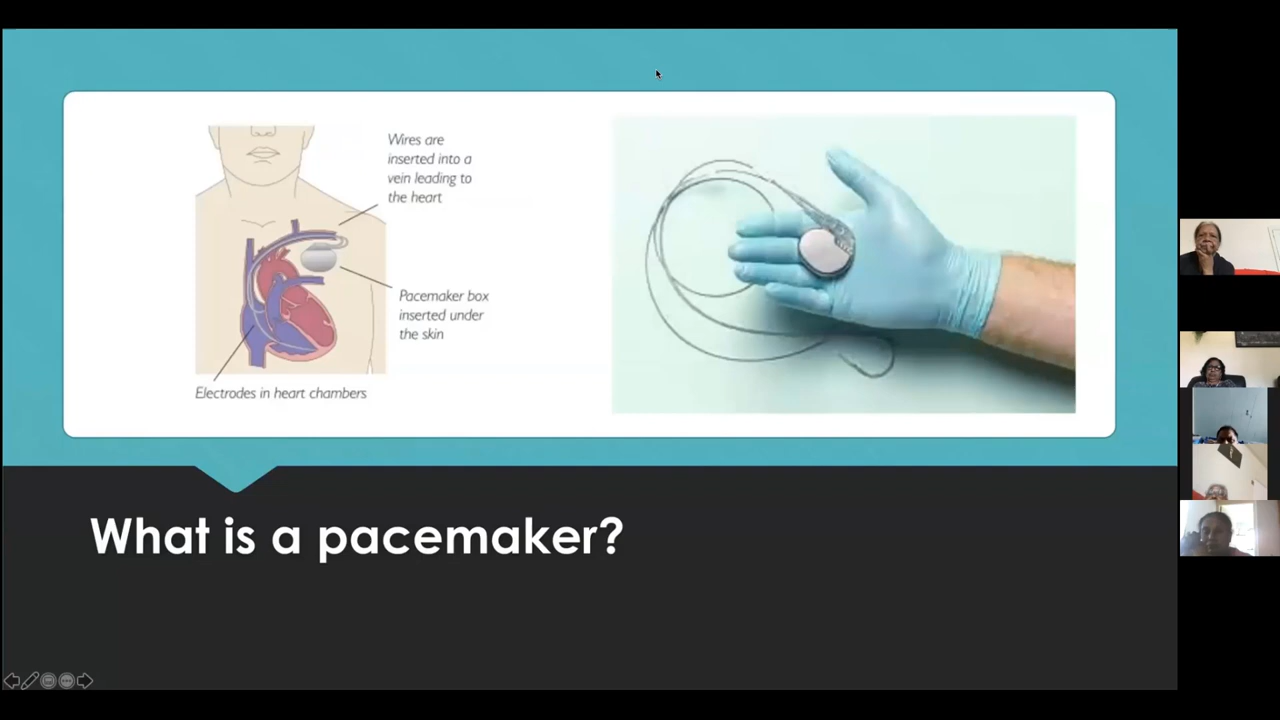 Wires are
inserted into a
vein leading to
the heart
Pacemaker box
inserted under
the skin
Electrodes in heart chambers
What is a pacemaker?